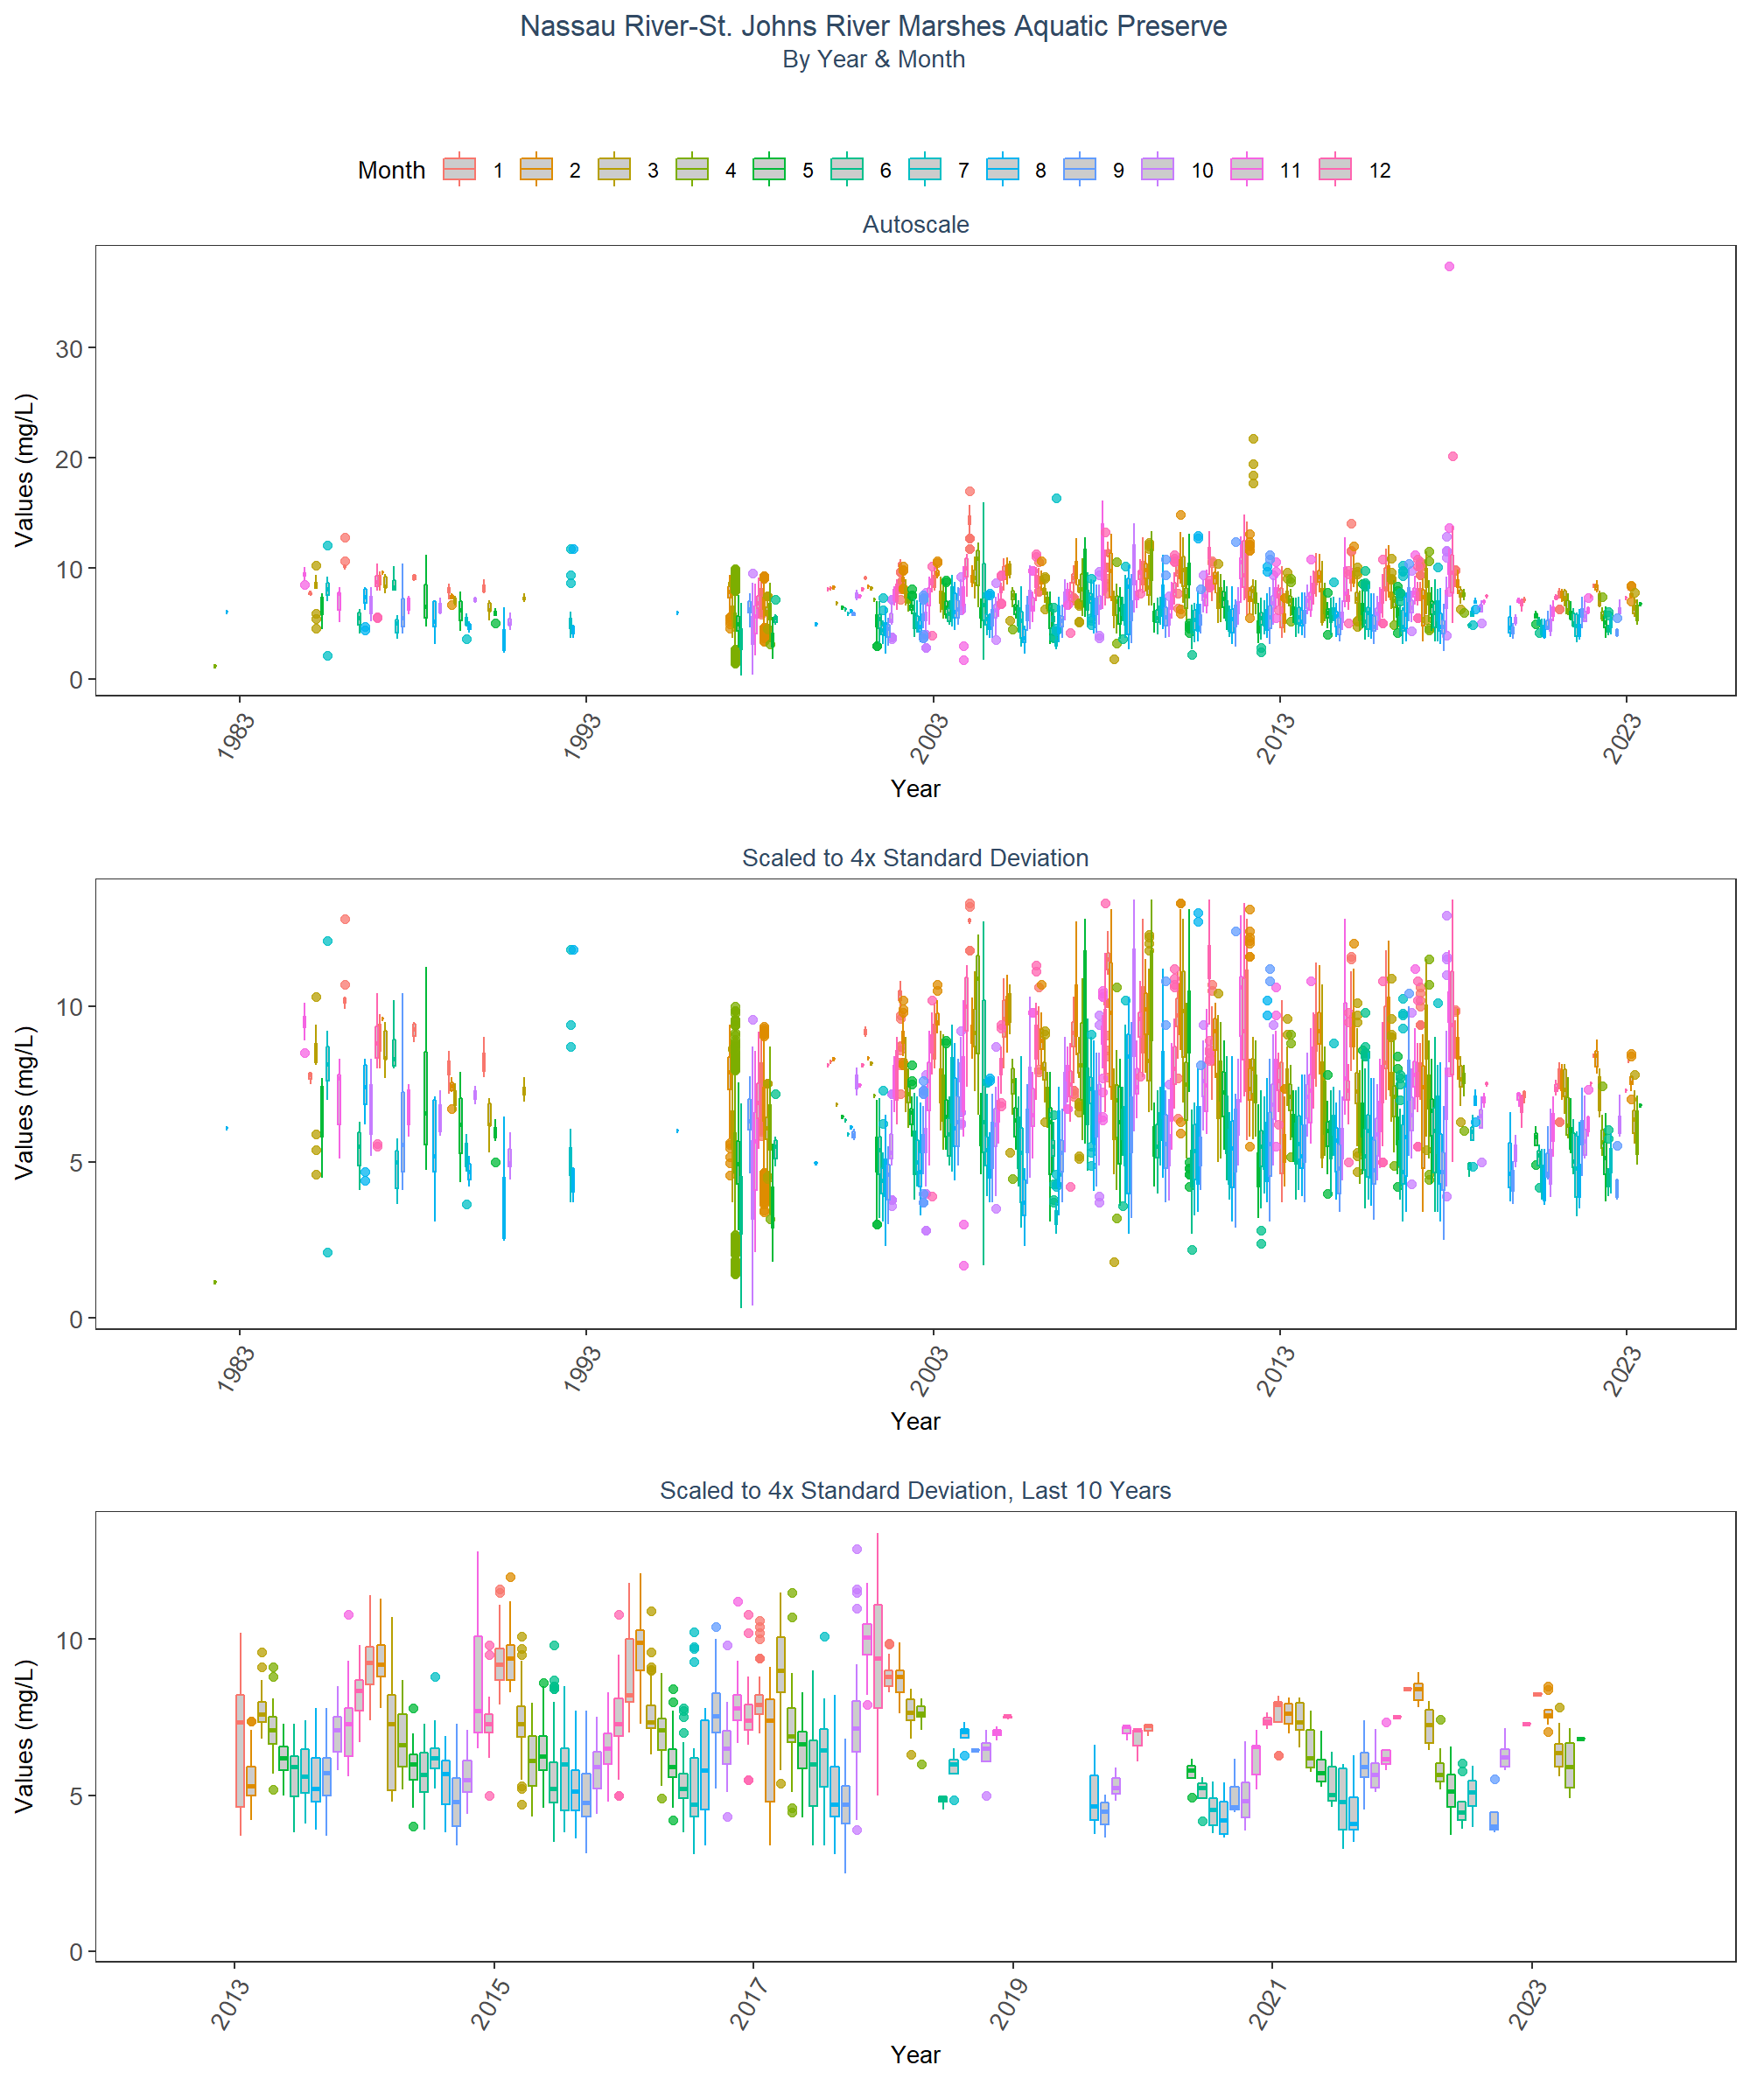 Nassau River-St. Johns River Marshes Aquatic Preserve
By Year & Month
Month 1 2 3 4 5 6 7 8 9 10 11 12
Autoscale
Values (mg/L)
30
20
10
0
1983 1993 2003 2013 2023
Year
Scaled to 4x Standard Deviation
Values (mg/L)
10
5
0
1983 1993 2003 2013 2023
Year
Scaled to 4x Standard Deviation, Last 10 Years
Values (mg/L)
10
5
0
2013 2015 2017 2019 2021 2023
Year